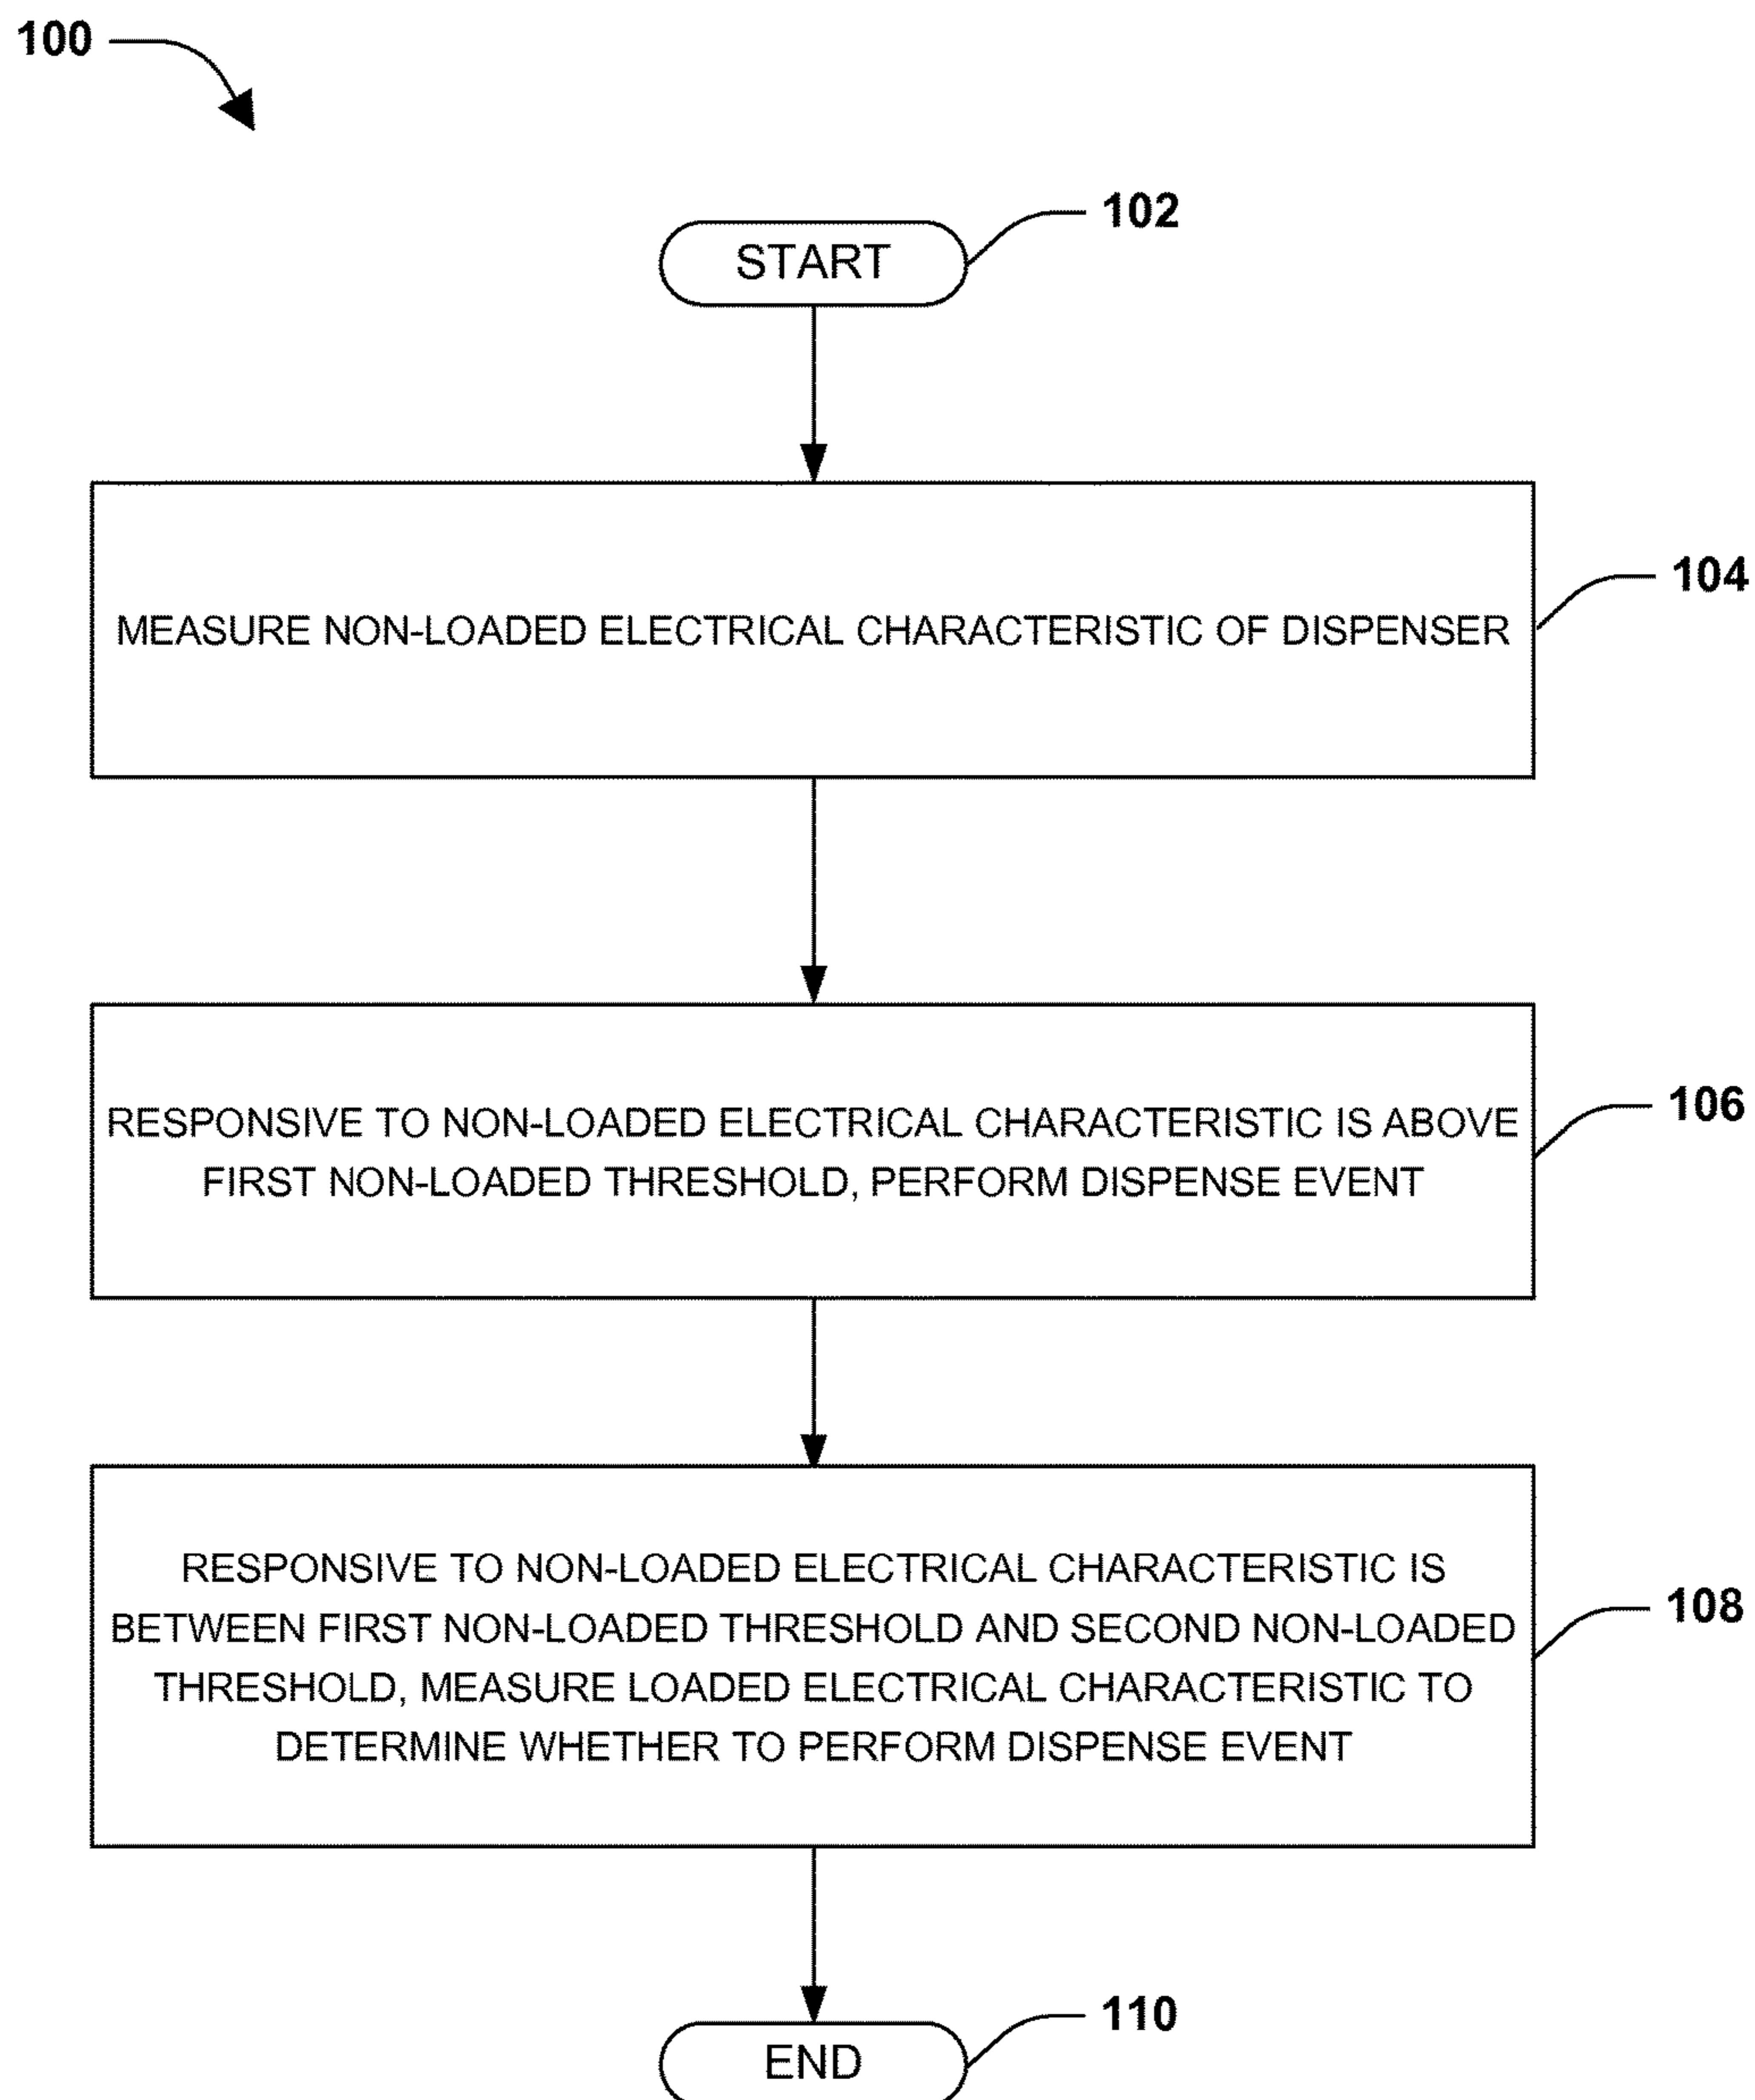 100
102
START
104
MEASURE NON-LOADED ELECTRICAL CHARACTERISTIC OF DISPENSER
106
RESPONSIVE TO NON-LOADED ELECTRICAL CHARACTERISTIC IS ABOVE
FIRST NON-LOADED THRESHOLD, PERFORM DISPENSE EVENT
108
RESPONSIVE TO NON-LOADED ELECTRICAL CHARACTERISTIC IS
BETWEEN FIRST NON-LOADED THRESHOLD AND SECOND NON-LOADED
THRESHOLD, MEASURE LOADED ELECTRICAL CHARACTERISTIC TO
DETERMINE WHETHER TO PERFORM DISPENSE EVENT
110
END